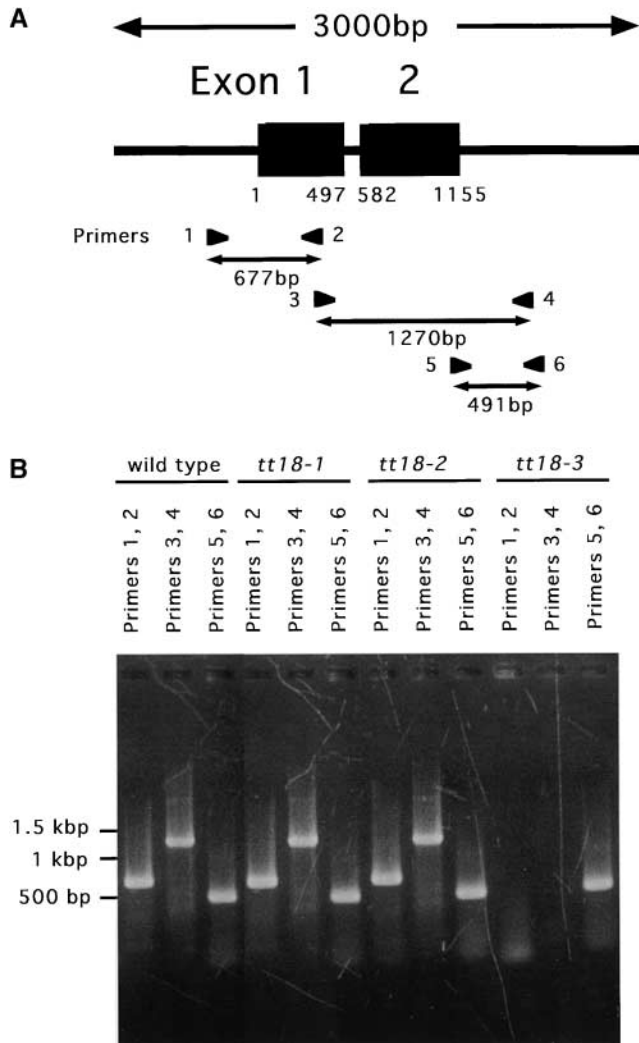 A
3000bp
Exon 1 2
1 497 582 1155
Primers 1 2
677bp
3 4
1270bp
5 6
491bp
B
wild type tt18-1 tt18-2 tt18-3
Primers 1, 2
Primers 3, 4
Primers 5, 6
Primers 1, 2
Primers 3, 4
Primers 5, 6
Primers 1, 2
Primers 3, 4
Primers 5, 6
Primers 1, 2
Primers 3, 4
Primers 5, 6
1.5 kbp
1 kbp
500 bp